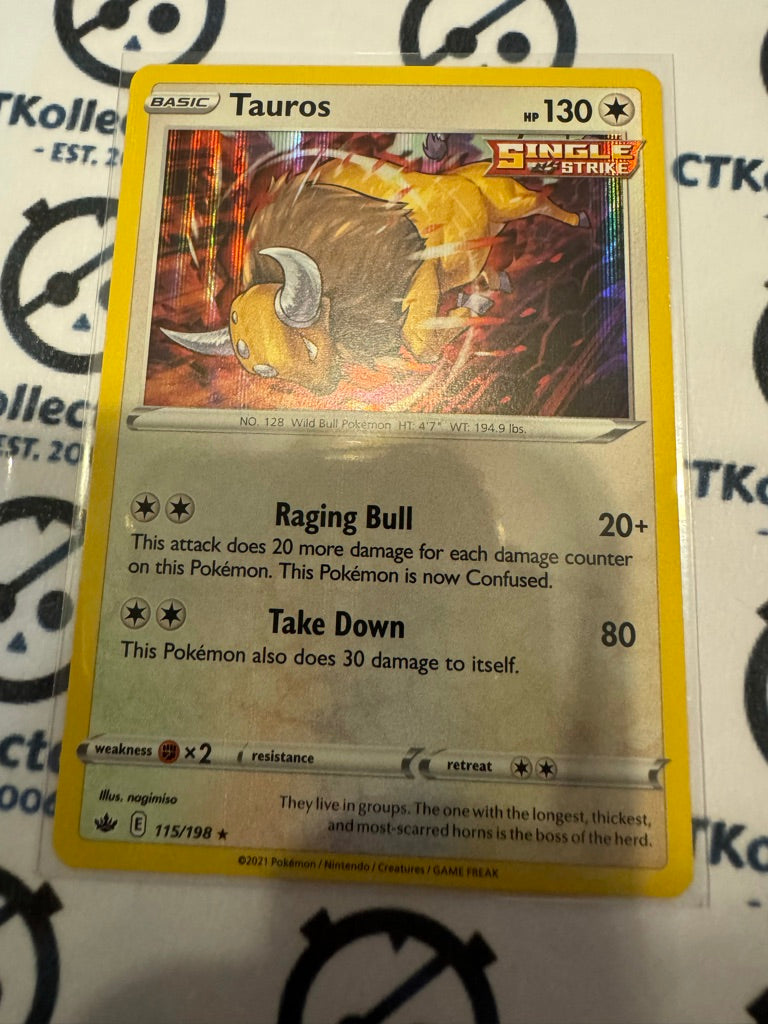 TKollec
- EST. 2
CTKo
BASIC Tauros HP 130
SINGLE
STRIKE
NO. 128 Wild Bull Pokémon HT: 4'7" WT: 194.9 lbs.
ollec
EST. 20
TKo
Raging Bull 20+
This attack does 20 more damage for each damage counter
on this Pokémon. This Pokémon is now Confused.
Take Down 80
This Pokémon also does 30 damage to itself.
weakness ×2 resistance retreat
Illus. nagimiso
They live in groups. The one with the longest, thickest,
and most-scarred horns is the boss of the herd.
E 115/198 ★
©2021 Pokémon / Nintendo / Creatures / GAME FREAK